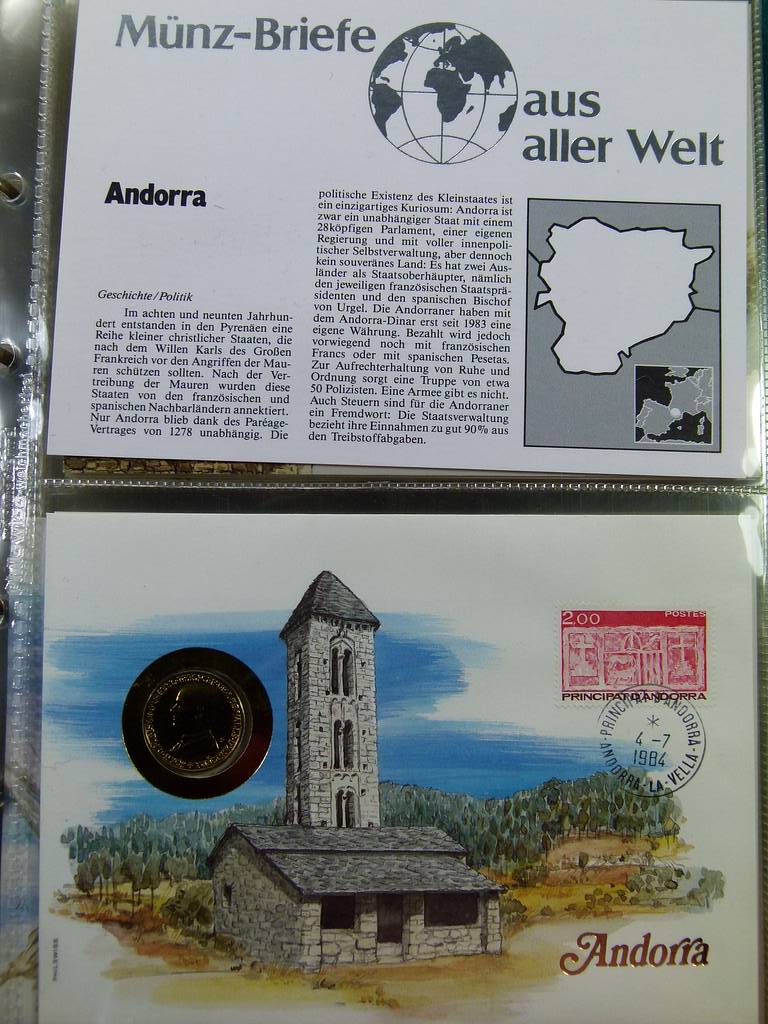 Münz-Briefe
aus
aller Welt
Andorra
Geschichte/Politik
Im achten und neunten Jahrhun-
dert entstanden in den Pyrenäen eine
Reihe kleiner christlicher Staaten, die
nach dem Willen Karls des Großen
Frankreich vor den Angriffen der Mau-
ren schützen sollten. Nach der Ver-
treibung der Mauren wurden diese
Staaten von den französischen und
spanischen Nachbarländern annektiert.
Nur Andorra blieb dank des Paréage-
Vertrages von 1278 unabhängig. Die
politische Existenz des Kleinstaates ist
ein einzigartiges Kuriosum: Andorra ist
zwar ein unabhängiger Staat mit einem
28köpfigen Parlament, einer eigenen
Regierung und mit voller innenpoli-
tischer Selbstverwaltung, aber dennoch
kein souveränes Land: Es hat zwei Aus-
länder als Staatsoberhäupter, nämlich
den jeweiligen französischen Staatsprä-
sidenten und den spanischen Bischof
von Urgel. Die Andorraner haben mit
dem Andorra-Dinar erst seit 1983 eine
eigene Währung. Bezahlt wird jedoch
vorwiegend noch mit französischen
Francs oder mit spanischen Pesetas.
Zur Aufrechterhaltung von Ruhe und
Ordnung sorgt eine Truppe von etwa
50 Polizisten. Eine Armee gibt es nicht.
Auch Steuern sind für die Andorraner
ein Fremdwort: Die Staatsverwaltung
bezieht ihre Einnahmen zu gut 90% aus
den Treibstoffabgaben.
2.00 POSTES
PRINCIPAT D'ANDORRA
PRINCIPAT D'ANDORRA
4 -7
1984
ANDORRA-LA-VELLA
Andorra
PHILSWISS